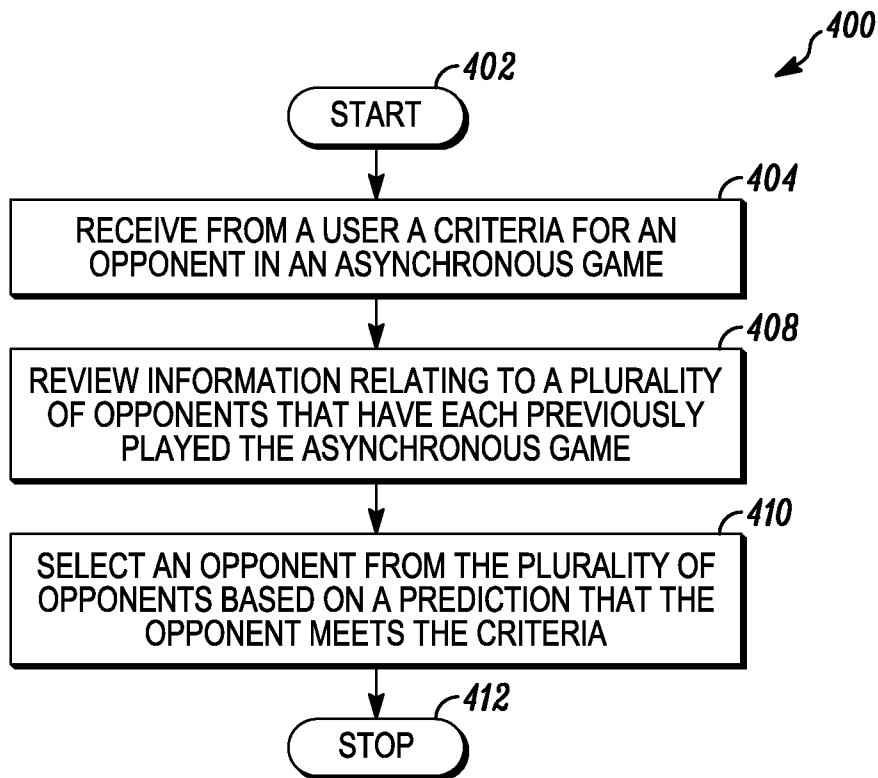 400
402
START
404
RECEIVE FROM A USER A CRITERIA FOR AN
OPPONENT IN AN ASYNCHRONOUS GAME
408
REVIEW INFORMATION RELATING TO A PLURALITY
OF OPPONENTS THAT HAVE EACH PREVIOUSLY
PLAYED THE ASYNCHRONOUS GAME
410
SELECT AN OPPONENT FROM THE PLURALITY OF
OPPONENTS BASED ON A PREDICTION THAT THE
OPPONENT MEETS THE CRITERIA
412
STOP